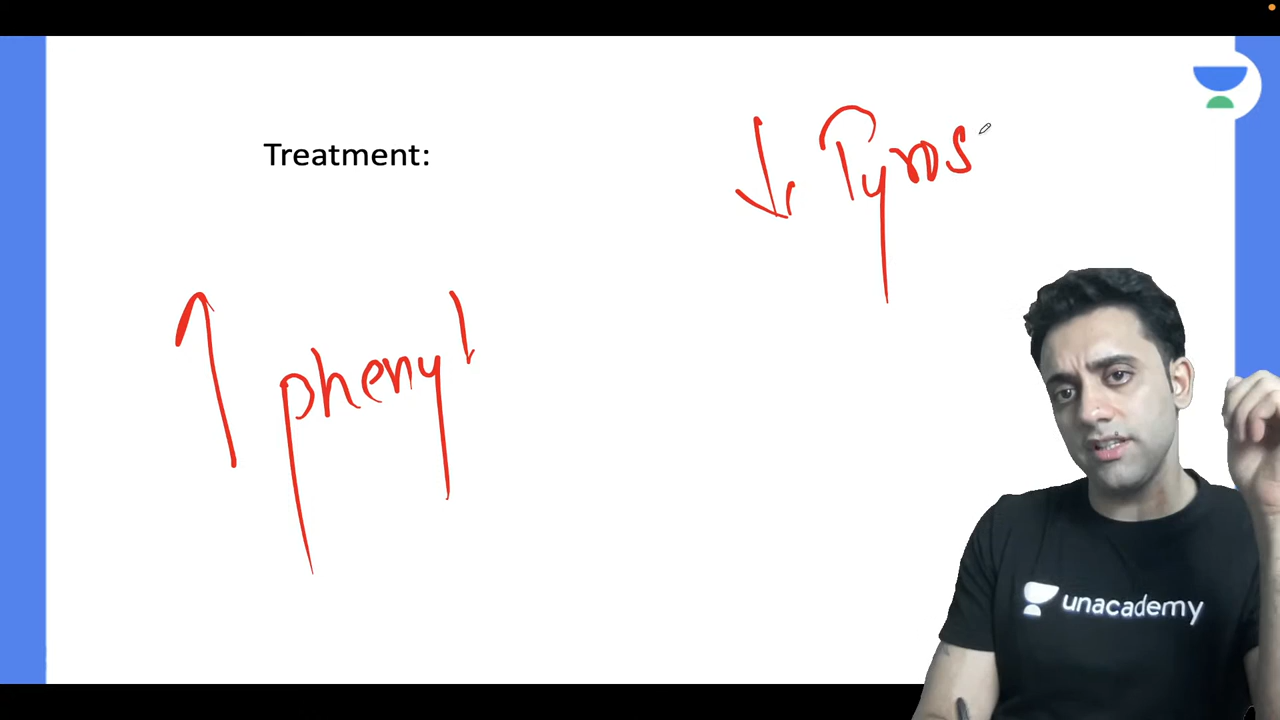 Treatment:
↓ Tyros
↑ phenyl
unacademy